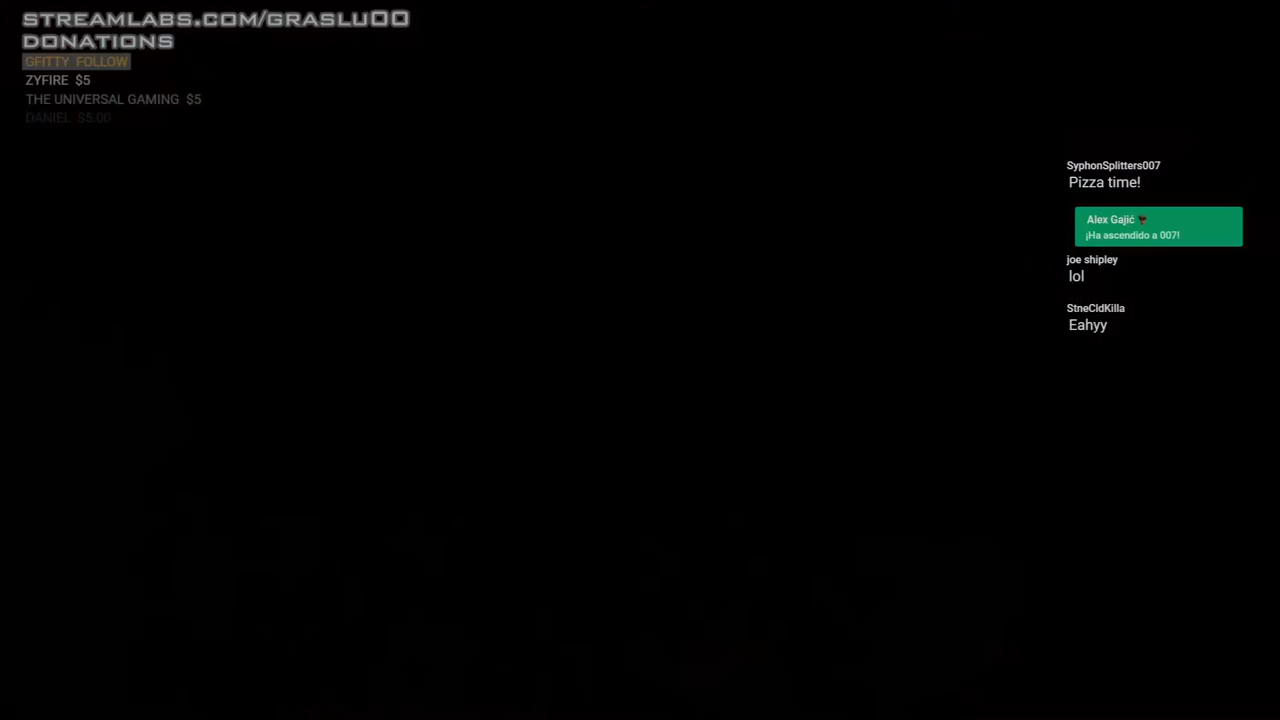 STREAMLABS.COM/GRASLU00
DONATIONS
GFITTY FOLLOW
ZYFIRE $5
THE UNIVERSAL GAMING $5
DANIEL $5.00
SyphonSplitters007
Pizza time!
Alex Gajić
¡Ha ascendido a 007!
joe shipley
lol
StneCldKilla
Eahyy